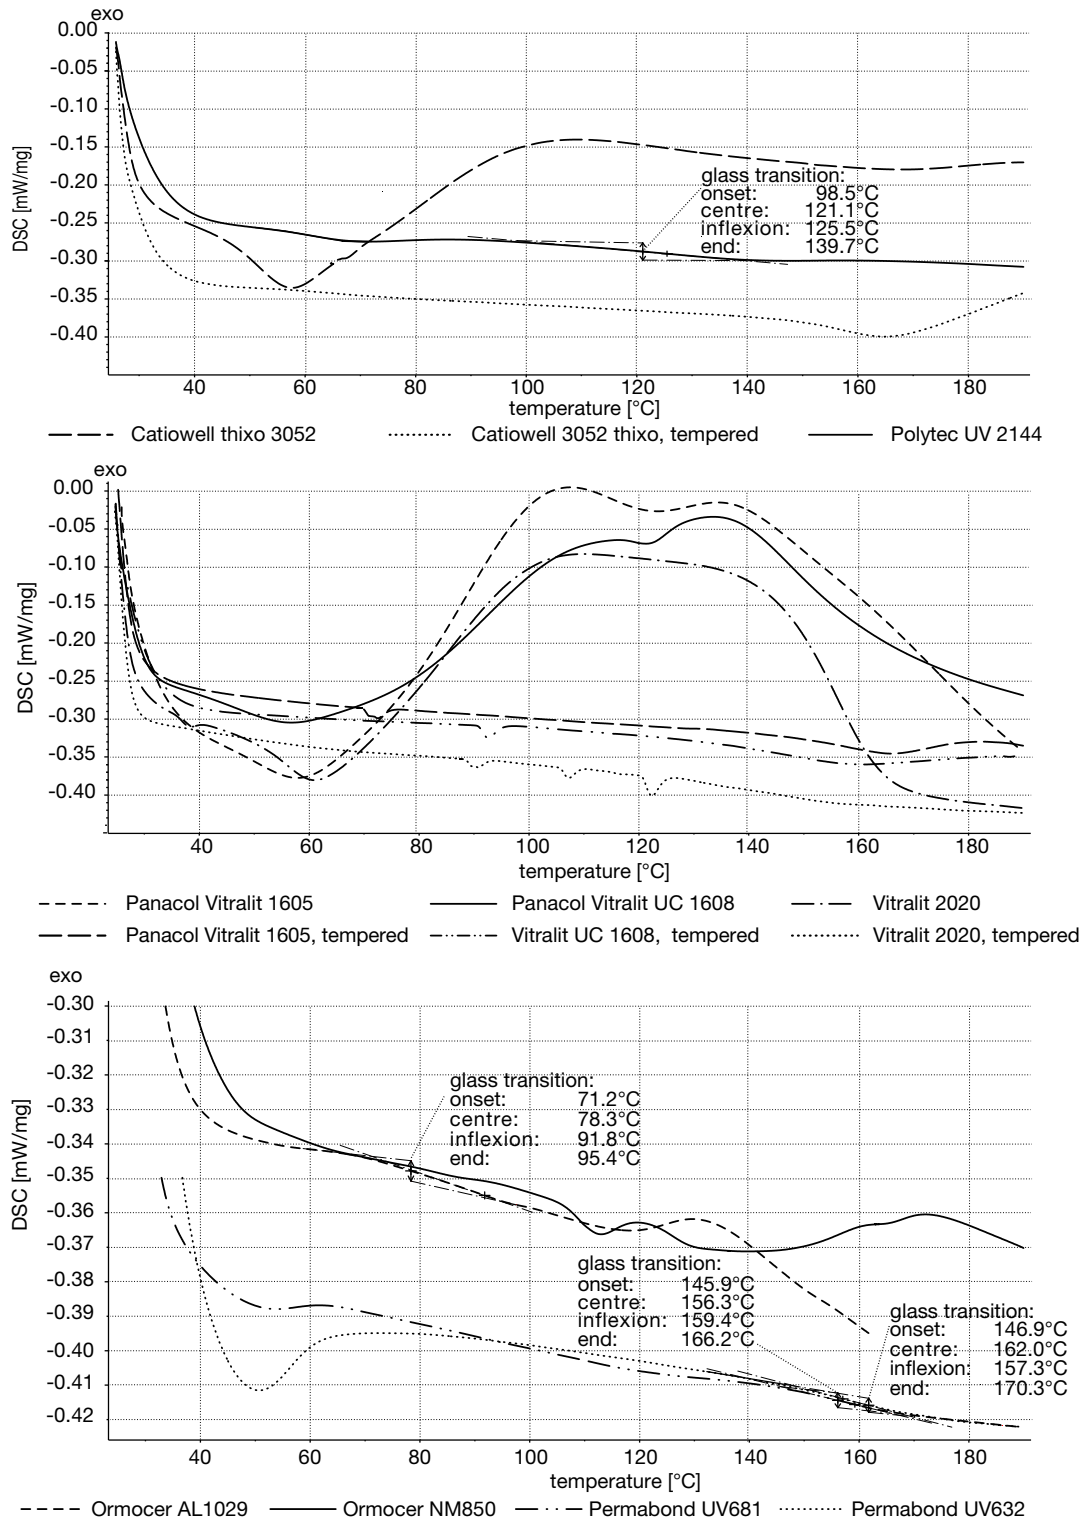 exo
0.00
-0.05
-0.10
-0.15
-0.20
-0.25
-0.30
-0.35
-0.40
DSC [mW/mg]
glass transition:
onset: 98.5°C
centre: 121.1°C
inflexion: 125.5°C
end: 139.7°C
40 60 80 100 120 140 160 180
temperature [°C]
Catiowell thixo 3052 Catiowell 3052 thixo, tempered Polytec UV 2144
exo
0.00
-0.05
-0.10
-0.15
-0.20
-0.25
-0.30
-0.35
-0.40
DSC [mW/mg]
40 60 80 100 120 140 160 180
temperature [°C]
Panacol Vitralit 1605 Panacol Vitralit UC 1608 Vitralit 2020
Panacol Vitralit 1605, tempered Vitralit UC 1608, tempered Vitralit 2020, tempered
exo
-0.30
-0.31
-0.32
-0.33
-0.34
-0.35
-0.36
-0.37
-0.38
-0.39
-0.40
-0.41
-0.42
DSC [mW/mg]
glass transition:
onset: 71.2°C
centre: 78.3°C
inflexion: 91.8°C
end: 95.4°C
glass transition:
onset: 145.9°C
centre: 156.3°C
inflexion: 159.4°C
end: 166.2°C
glass transition:
onset: 146.9°C
centre: 162.0°C
inflexion: 157.3°C
end: 170.3°C
40 60 80 100 120 140 160 180
temperature [°C]
Ormocer AL1029 Ormocer NM850 Permabond UV681 Permabond UV632